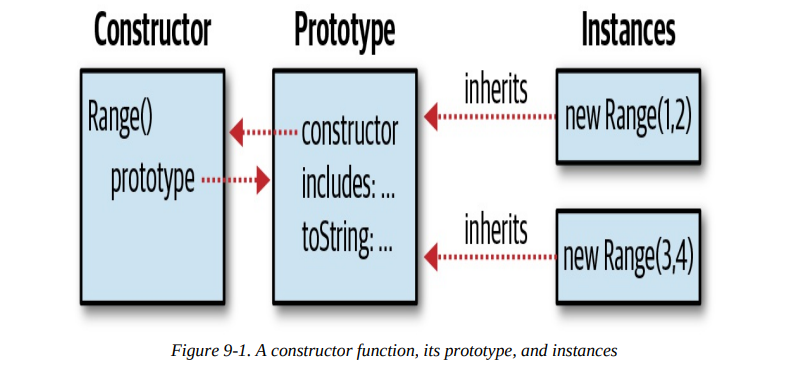 Constructor
Prototype
Instances
Range()
prototype
constructor
includes: ...
toString: ...
inherits
new Range(1,2)
inherits
new Range(3,4)
Figure 9-1. A constructor function, its prototype, and instances